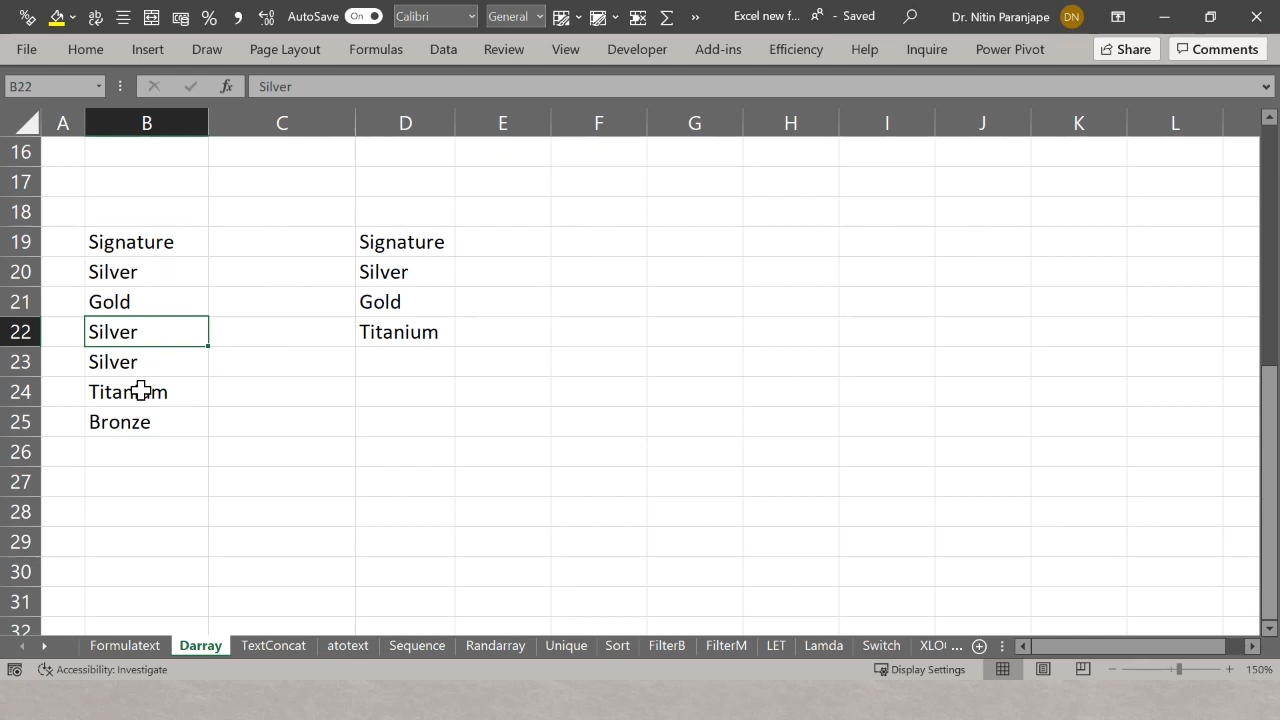 AutoSave On Calibri General Excel new f... - Saved Dr. Nitin Paranjape DN
File Home Insert Draw Page Layout Formulas Data Review View Developer Add-ins Efficiency Help Inquire Power Pivot Share Comments
B22 fx Silver
A B C D E F G H I J K L
16
17
18
19 Signature Signature
20 Silver Silver
21 Gold Gold
22 Silver Titanium
23 Silver
24 Titanium
25 Bronze
26
27
28
29
30
31
32
Formulatext Darray TextConcat atotext Sequence Randarray Unique Sort FilterB FilterM LET Lamda Switch XLO ...
Accessibility: Investigate Display Settings 150%